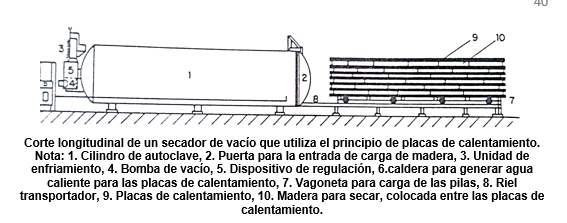 40
9
10
3
5
4
1
2
8
7
Corte longitudinal de un secador de vacío que utiliza el principio de placas de calentamiento.
Nota: 1. Cilindro de autoclave, 2. Puerta para la entrada de carga de madera, 3. Unidad de
enfriamiento, 4. Bomba de vacío, 5. Dispositivo de regulación, 6.caldera para generar agua
caliente para las placas de calentamiento, 7. Vagoneta para carga de las pilas, 8. Riel
transportador, 9. Placas de calentamiento, 10. Madera para secar, colocada entre las placas de
calentamiento.